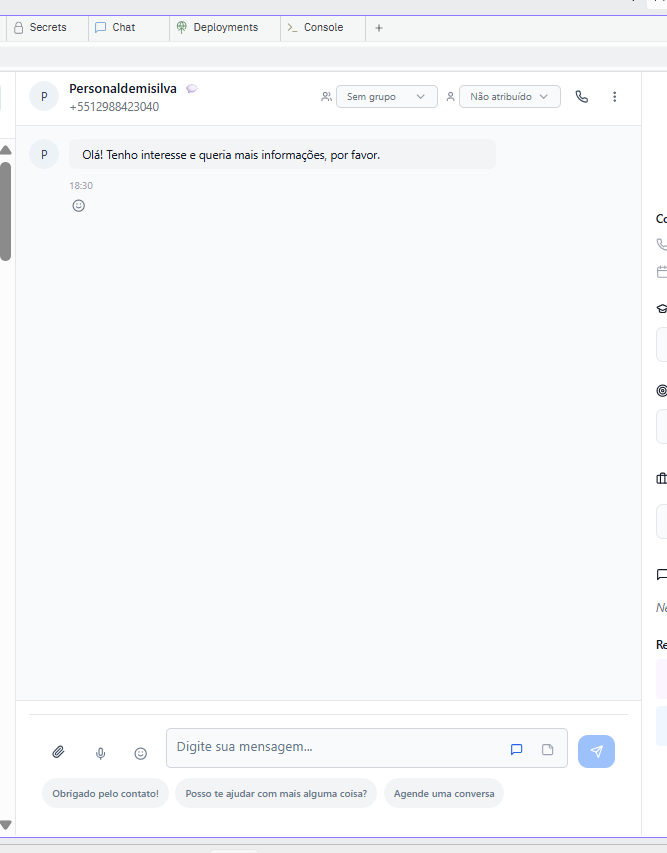 Secrets
Chat
Deployments
Console
P
Personaldemisilva
+5512988423040
Sem grupo
Não atribuído
P
Olá! Tenho interesse e queria mais informações, por favor.
18:30
Digite sua mensagem...
Obrigado pelo contato!
Posso te ajudar com mais alguma coisa?
Agende uma conversa
Co
Ne
Re